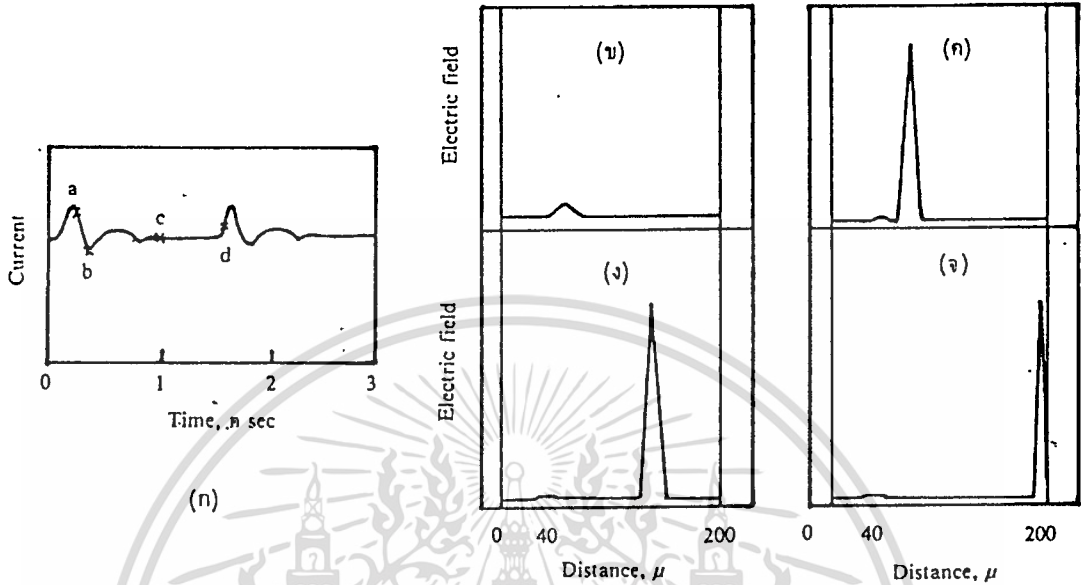 Current
a
b
c
d
0 1 2 3
Time, n sec
(ก)
Electric field
(ข)
(ค)
Electric field
(ง)
(จ)
0 40 200
Distance, μ
0 40 200
Distance, μ